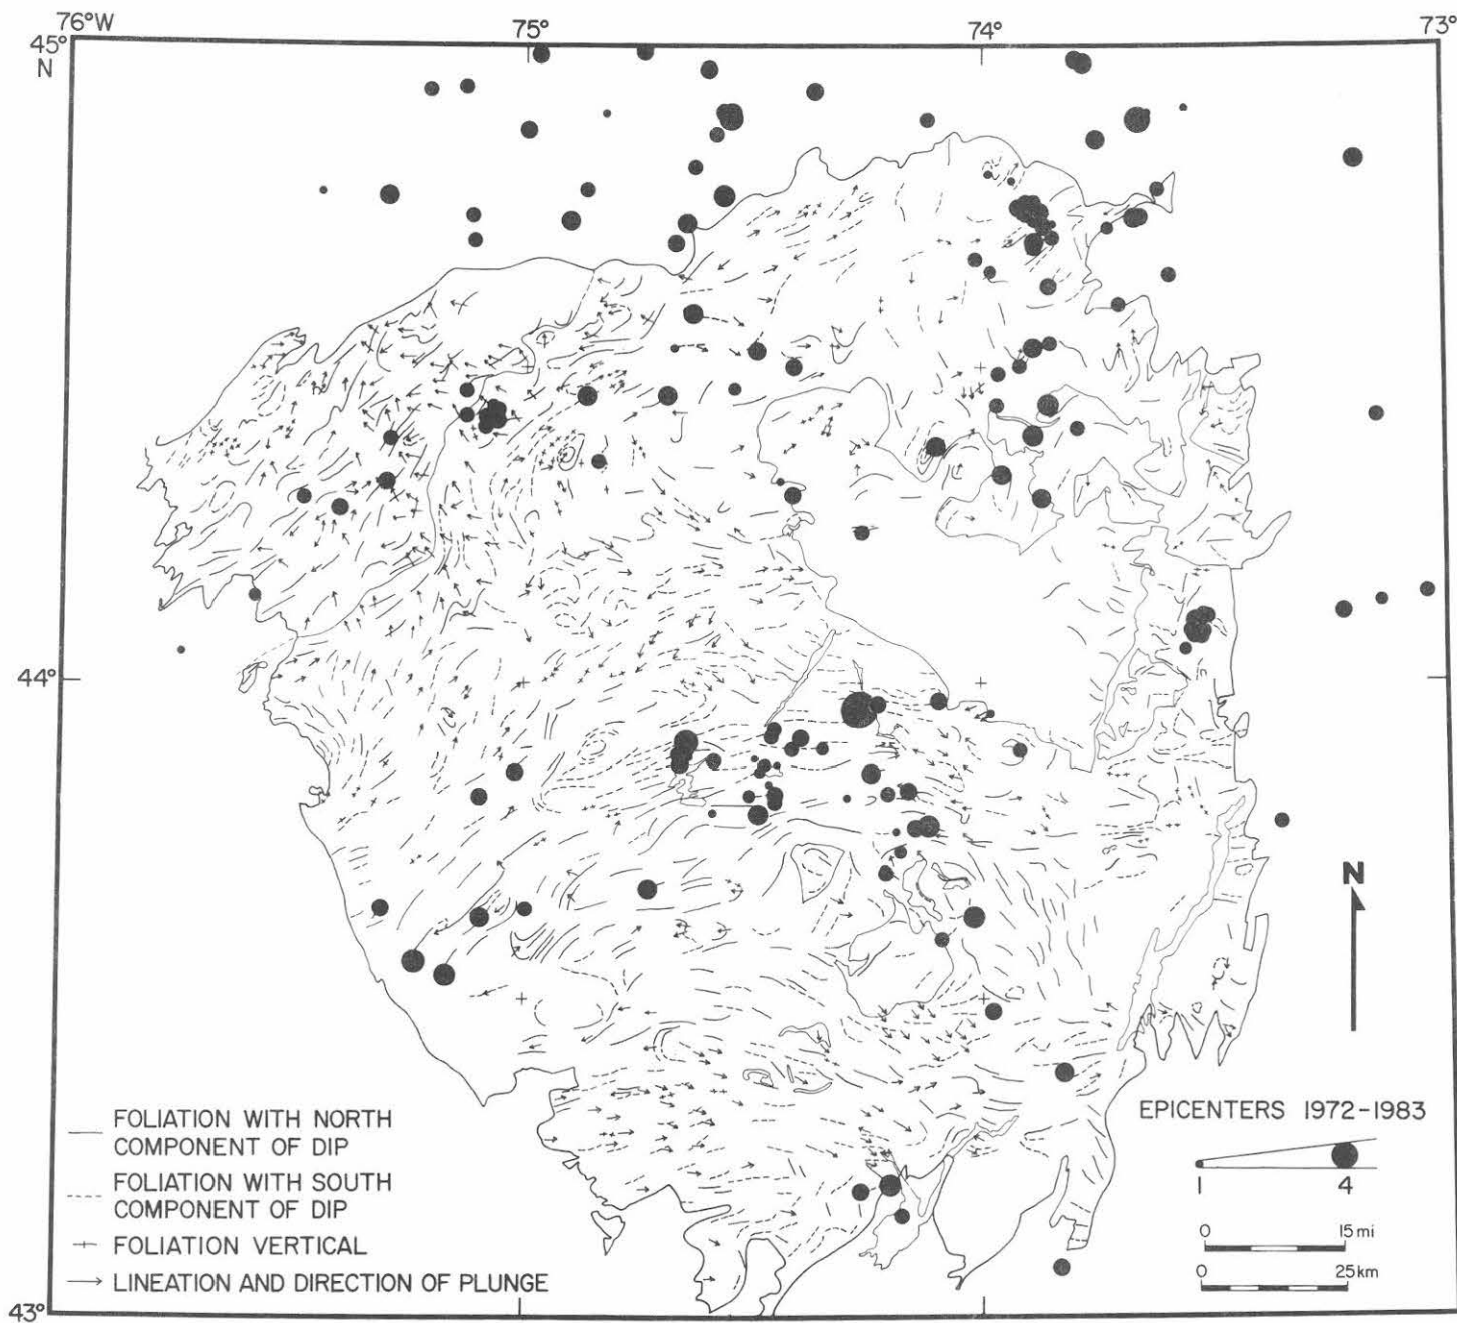 76°W 75° 74° 73°
45°
N
44°
N
EPICENTERS 1972-1983
1 4
0 15 mi
0 25 km
FOLIATION WITH NORTH
COMPONENT OF DIP
FOLIATION WITH SOUTH
COMPONENT OF DIP
FOLIATION VERTICAL
LINEATION AND DIRECTION OF PLUNGE
43°